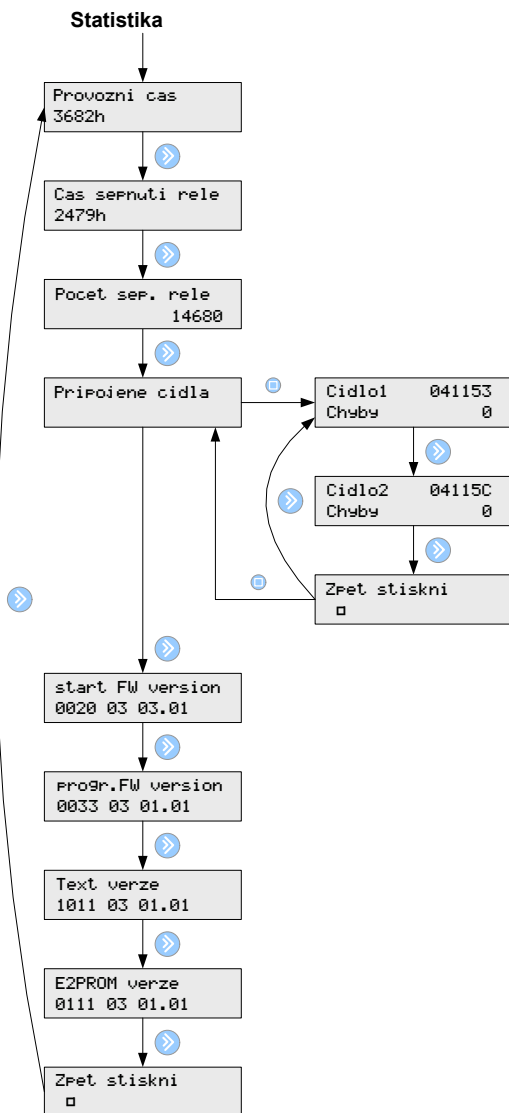 Statistika
Provozni cas
3682h
Cas sepnuti rele
2479h
Pocet sep. rele
14680
Pripojene cidla
Cidlo1 041153
Chyby 0
Cidlo2 04115C
Chyby 0
Zpet stiskni
start FW version
0020 03 03.01
progr.FW version
0033 03 01.01
Text verze
1011 03 01.01
E2PROM verze
0111 03 01.01
Zpet stiskni